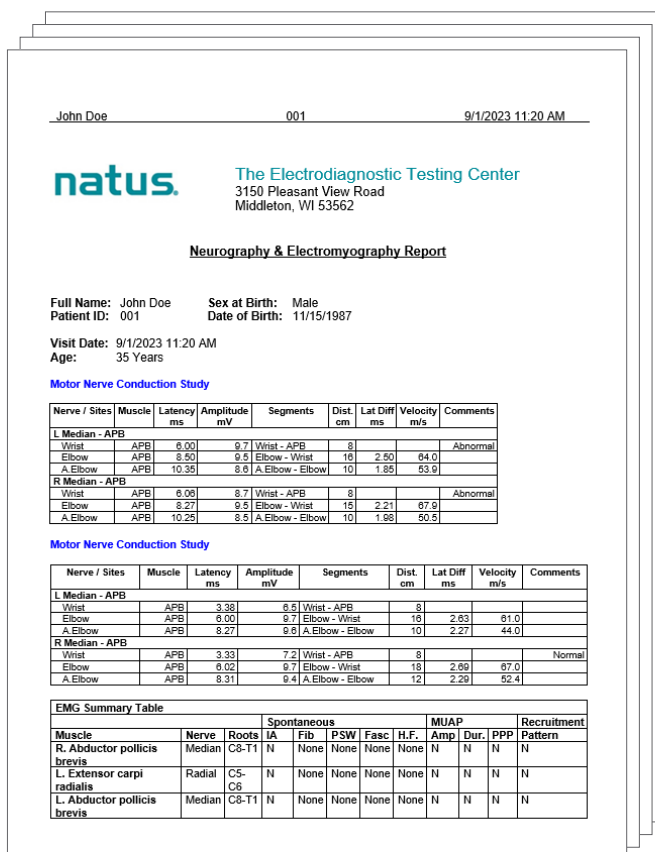 John Doe 001 9/1/2023 11:20 AM
natus.
The Electrodiagnostic Testing Center
3150 Pleasant View Road
Middleton, WI 53562
Neurography & Electromyography Report
Full Name: John Doe Sex at Birth: Male
Patient ID: 001 Date of Birth: 11/15/1987
Visit Date: 9/1/2023 11:20 AM
Age: 35 Years
Motor Nerve Conduction Study
Nerve / Sites Muscle Latency Amplitude Segments Dist. Lat Diff Velocity Comments
ms mV cm ms m/s
L Median - APB
Wrist APB 6.00 9.7 Wrist - APB 8 Abnormal
Elbow APB 8.50 9.5 Elbow - Wrist 16 2.50 64.0
A.Elbow APB 10.35 8.6 A.Elbow - Elbow 10 1.85 53.9
R Median - APB
Wrist APB 6.06 8.7 Wrist - APB 8 Abnormal
Elbow APB 8.27 9.5 Elbow - Wrist 15 2.21 67.9
A.Elbow APB 10.25 8.5 A.Elbow - Elbow 10 1.98 50.5
Motor Nerve Conduction Study
Nerve / Sites Muscle Latency Amplitude Segments Dist. Lat Diff Velocity Comments
ms mV cm ms m/s
L Median - APB
Wrist APB 3.38 6.5 Wrist - APB 8
Elbow APB 6.00 9.7 Elbow - Wrist 16 2.63 61.0
A.Elbow APB 8.27 9.6 A.Elbow - Elbow 10 2.27 44.0
R Median - APB
Wrist APB 3.33 7.2 Wrist - APB 8 Normal
Elbow APB 6.02 9.7 Elbow - Wrist 18 2.69 67.0
A.Elbow APB 8.31 9.4 A.Elbow - Elbow 12 2.29 52.4
EMG Summary Table
Spontaneous MUAP Recruitment
Muscle Nerve Roots IA Fib PSW Fasc H.F. Amp Dur. PPP Pattern
R. Abductor pollicis Median C8-T1 N None None None None N N N N
brevis
L. Extensor carpi Radial C5- N None None None None N N N N
radialis C6
L. Abductor pollicis Median C8-T1 N None None None None N N N N
brevis